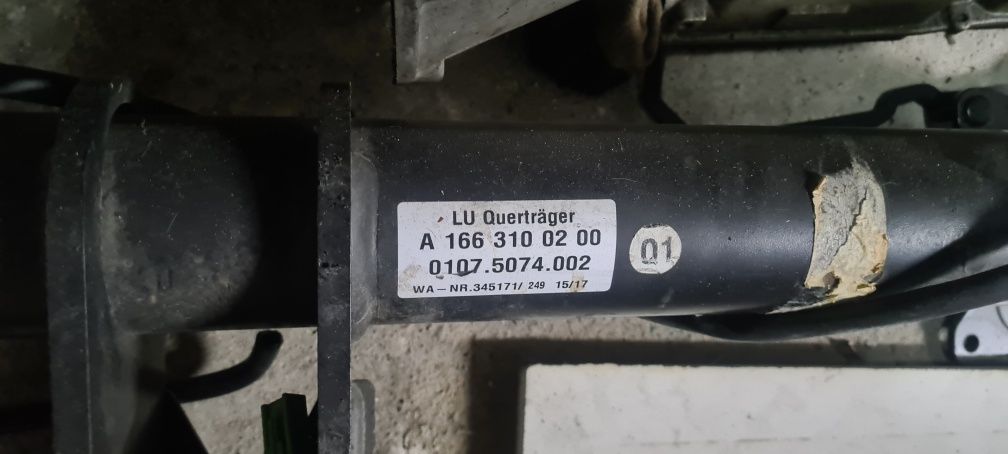 LU Querträger
A 166 310 02 00
0107.5074.002
WA-NR.345171/ 249 15/17
01